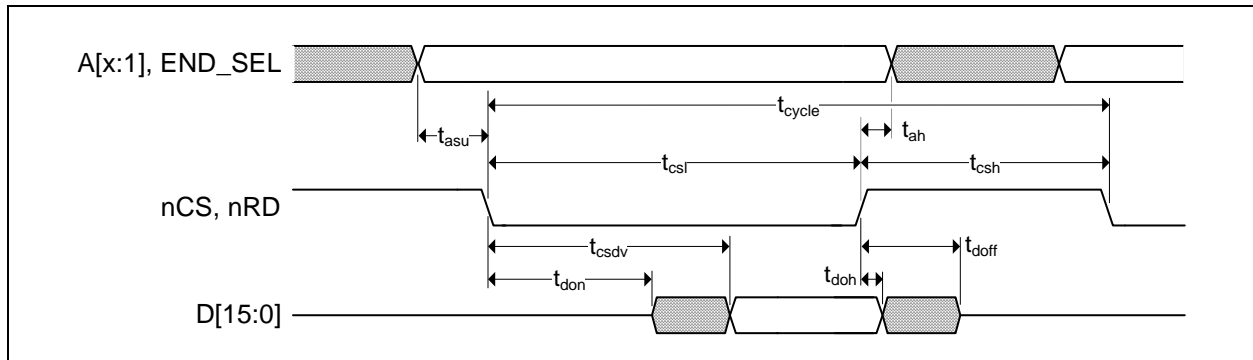 A[x:1], END_SEL
tcycle
tasu
tah
tcsl
tcsh
nCS, nRD
tcsdv
tdoff
tdon
tdoh
D[15:0]